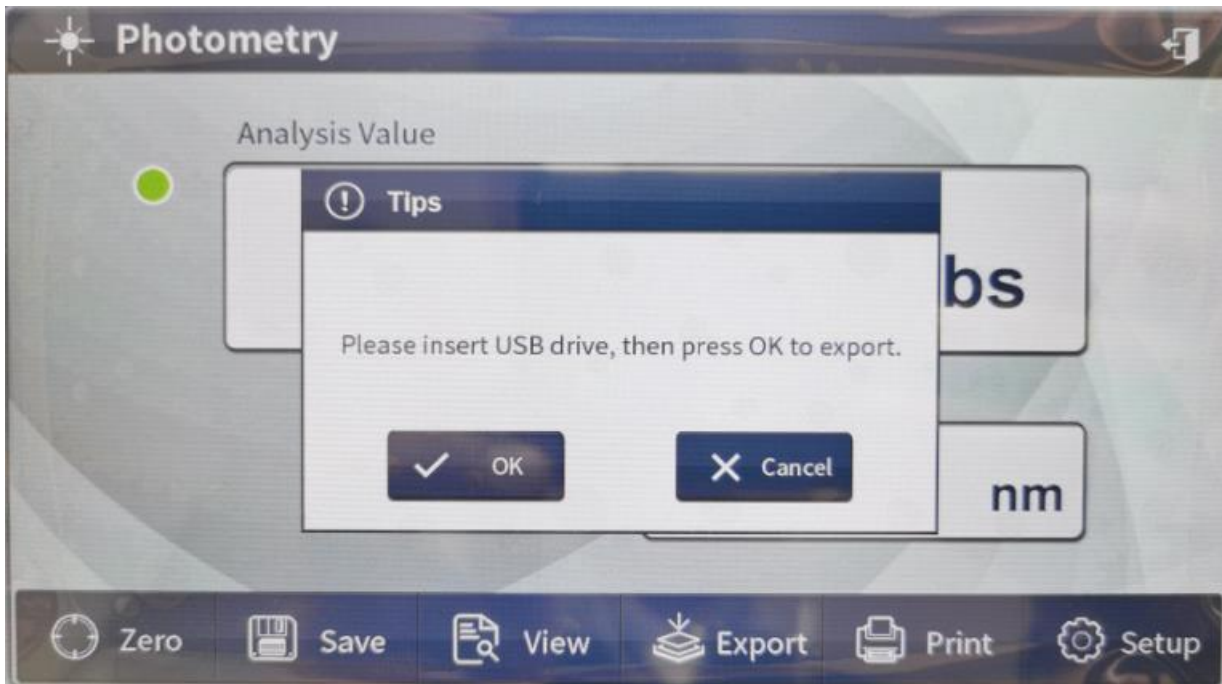 Photometry
Analysis Value
Tips
bs
Please insert USB drive, then press OK to export.
OK
Cancel
nm
Zero
Save
View
Export
Print
Setup